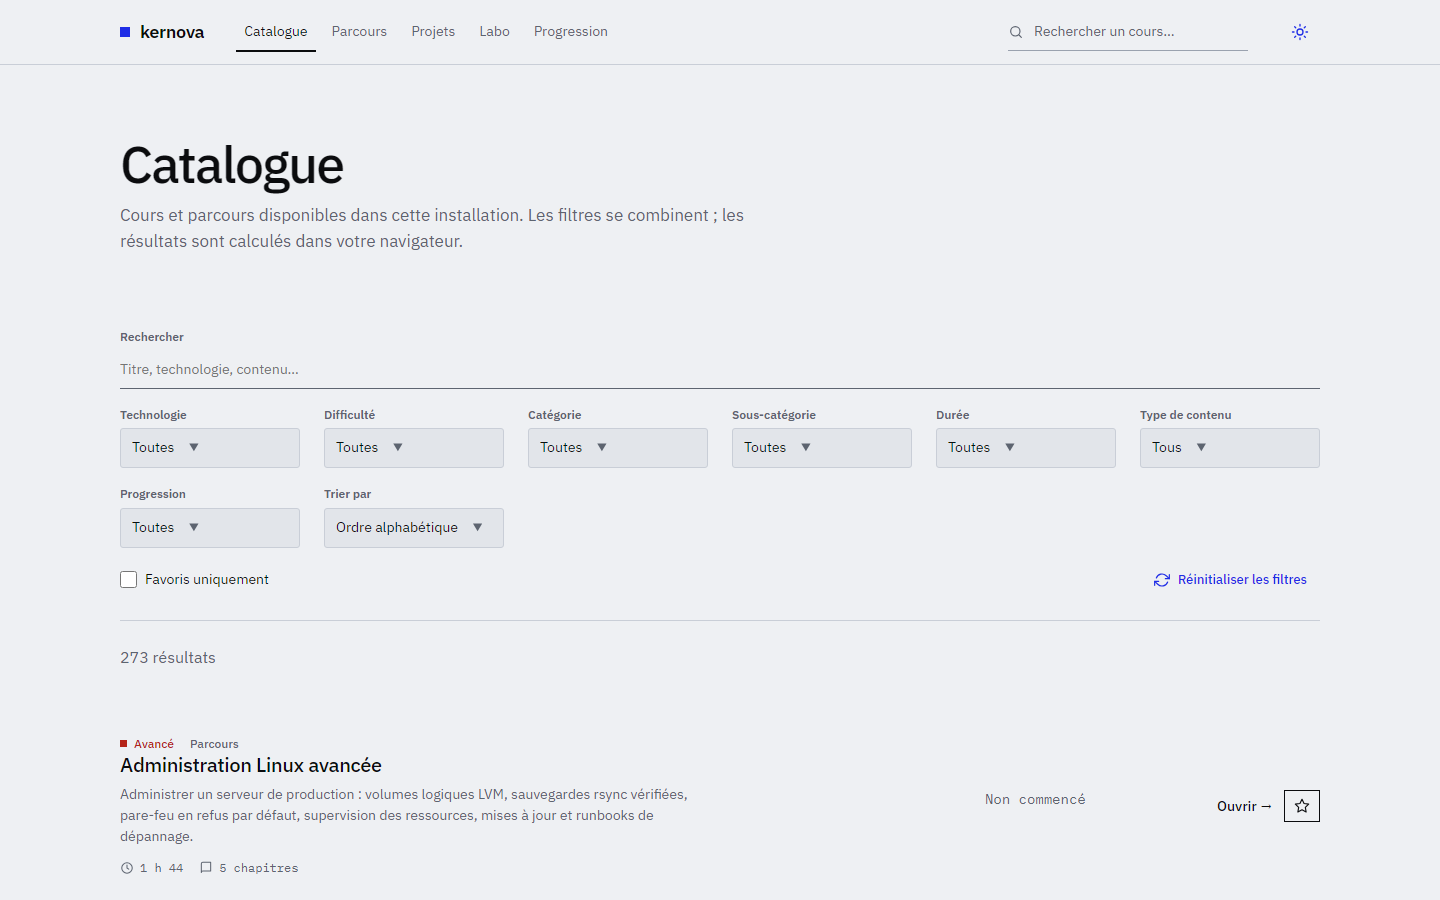 kernova Catalogue Parcours Projets Labo Progression Rechercher un cours...
Catalogue
Cours et parcours disponibles dans cette installation. Les filtres se combinent ; les
résultats sont calculés dans votre navigateur.
Rechercher
Titre, technologie, contenu...
Technologie Difficulté Catégorie Sous-catégorie Durée Type de contenu
Toutes Toutes Toutes Toutes Toutes Tous
Progression Trier par
Toutes Ordre alphabétique
Favoris uniquement Réinitialiser les filtres
273 résultats
Avancé Parcours
Administration Linux avancée
Administrer un serveur de production : volumes logiques LVM, sauvegardes rsync vérifiées,
pare-feu en refus par défaut, supervision des ressources, mises à jour et runbooks de
dépannage.
Non commencé
Ouvrir →
1 h 44 5 chapitres